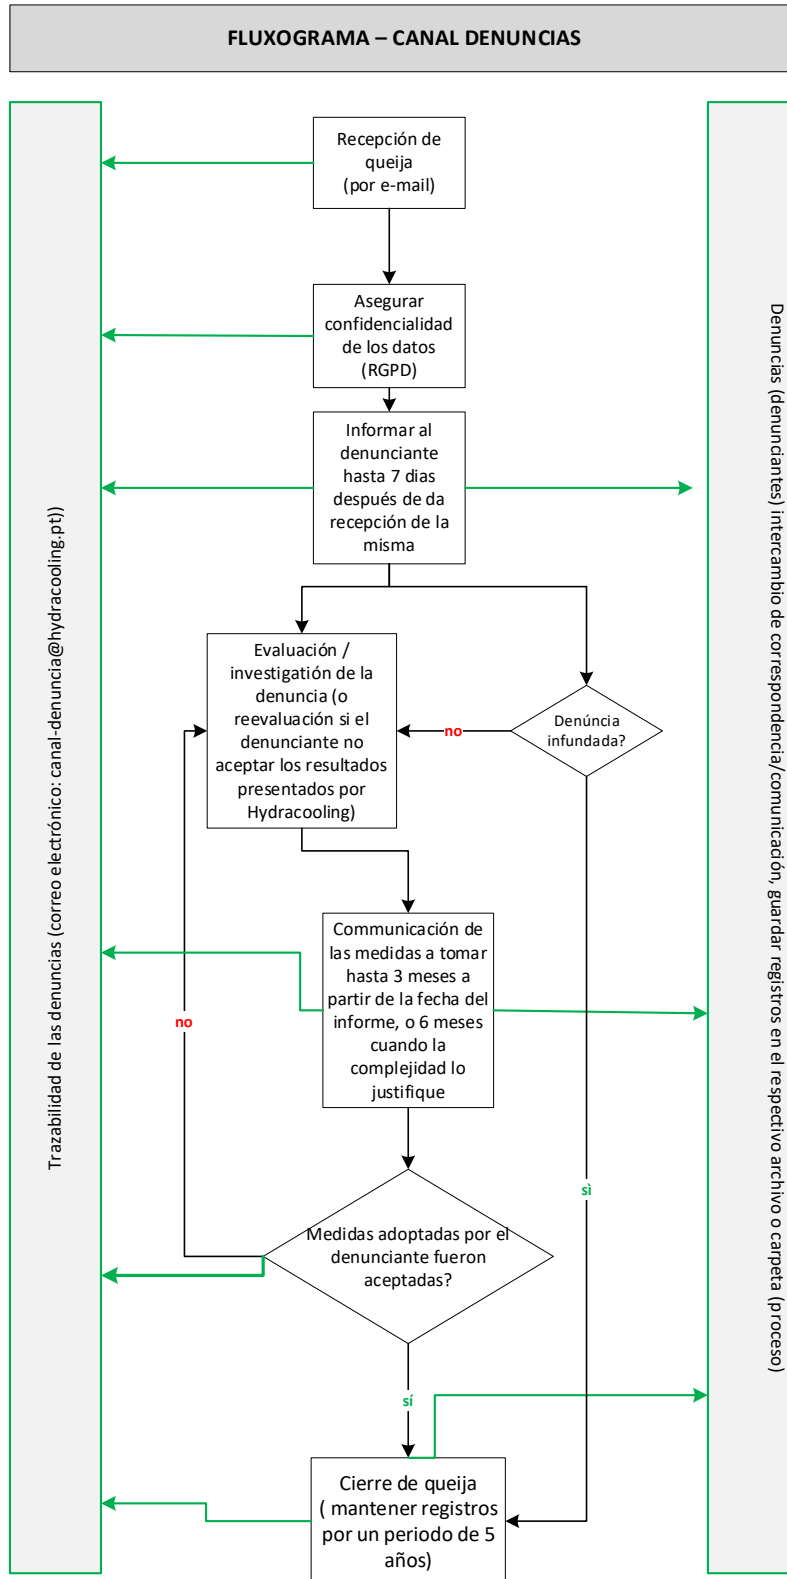 FLUXOGRAMA – CANAL DENUNCIAS
Recepción de
queija
(por e-mail)
Asegurar
confidencialidad
de los datos
(RGPD)
Informar al
denunciante
hasta 7 dias
después de da
recepción de la
misma
Evaluación /
investigatión de la
denuncia (o
reevaluación si el
denunciante no
aceptar los resultados
presentados por
Hydracooling)
no
Denúncia
infundada?
Communicación de
las medidas a tomar
hasta 3 meses a
partir de la fecha del
informe, o 6 meses
cuando la
complejidad lo
justifique
no
sì
Medidas adoptadas por el
denunciante fueron
aceptadas?
sí
Cierre de queija
( mantener registros
por un periodo de 5
años)
Trazabilidad de las denuncias (correo electrónico: canal-denuncia@hydracooling.pt))
Denuncias (denunciantes) intercambio de correspondencia/comunicación, guardar registros en el respectivo archivo o carpeta (proceso)